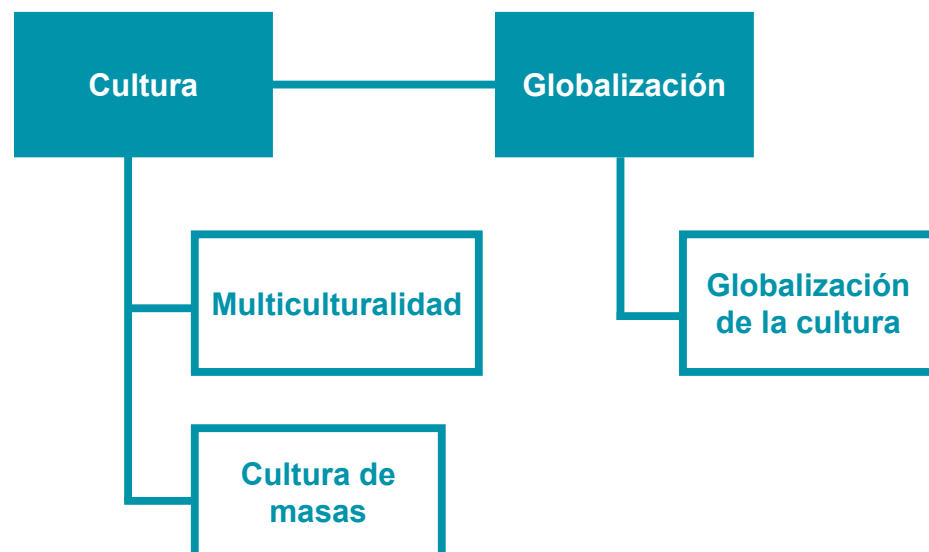 Cultura
Globalización
Multiculturalidad
Globalización
de la cultura
Cultura de
masas